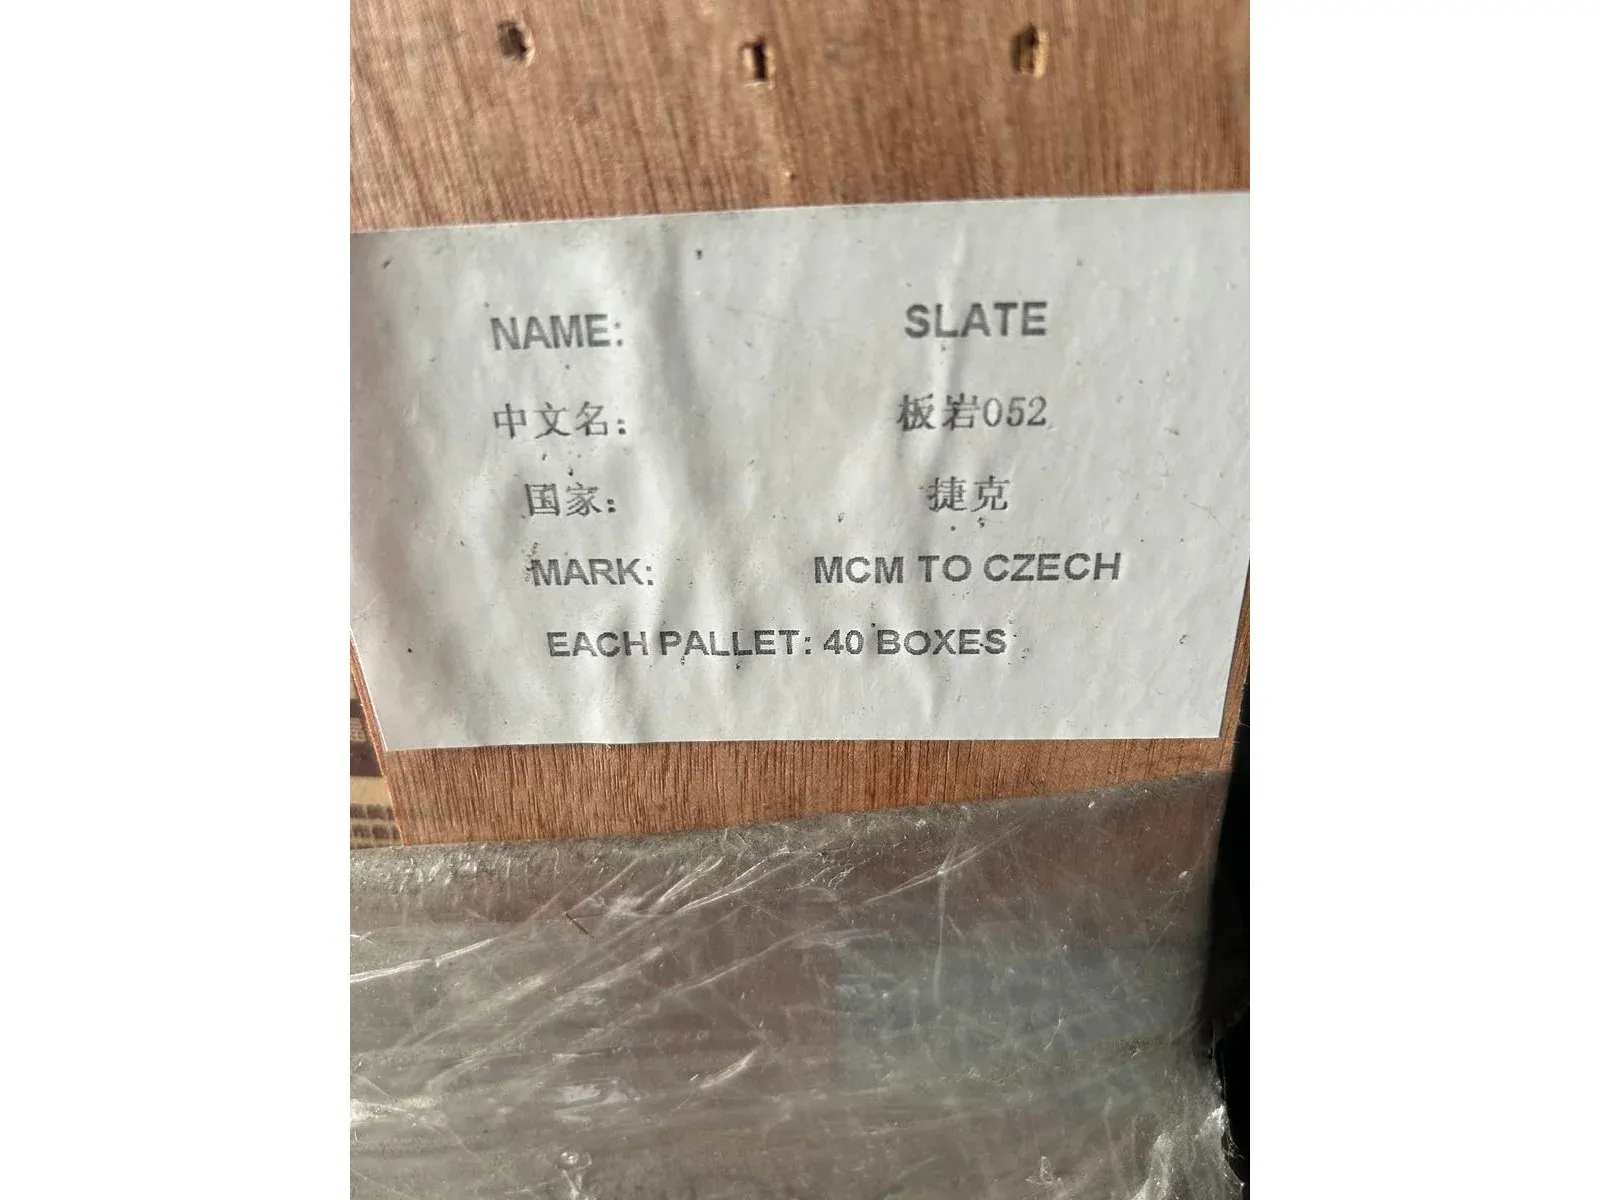 NAME: SLATE
中文名： 板岩052
国家： 捷克
MARK: MCM TO CZECH
EACH PALLET: 40 BOXES